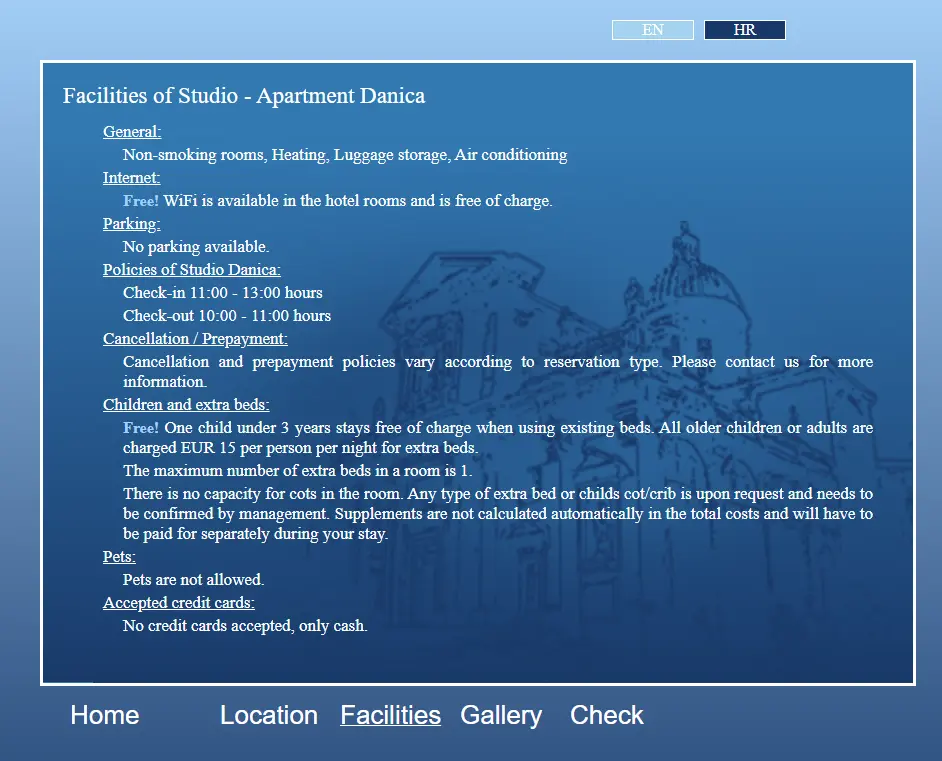 EN HR
Facilities of Studio - Apartment Danica
General:
Non-smoking rooms, Heating, Luggage storage, Air conditioning
Internet:
Free! WiFi is available in the hotel rooms and is free of charge.
Parking:
No parking available.
Policies of Studio Danica:
Check-in 11:00 - 13:00 hours
Check-out 10:00 - 11:00 hours
Cancellation / Prepayment:
Cancellation and prepayment policies vary according to reservation type. Please contact us for more
information.
Children and extra beds:
Free! One child under 3 years stays free of charge when using existing beds. All older children or adults are
charged EUR 15 per person per night for extra beds.
The maximum number of extra beds in a room is 1.
There is no capacity for cots in the room. Any type of extra bed or childs cot/crib is upon request and needs to
be confirmed by management. Supplements are not calculated automatically in the total costs and will have to
be paid for separately during your stay.
Pets:
Pets are not allowed.
Accepted credit cards:
No credit cards accepted, only cash.
Home Location Facilities Gallery Check